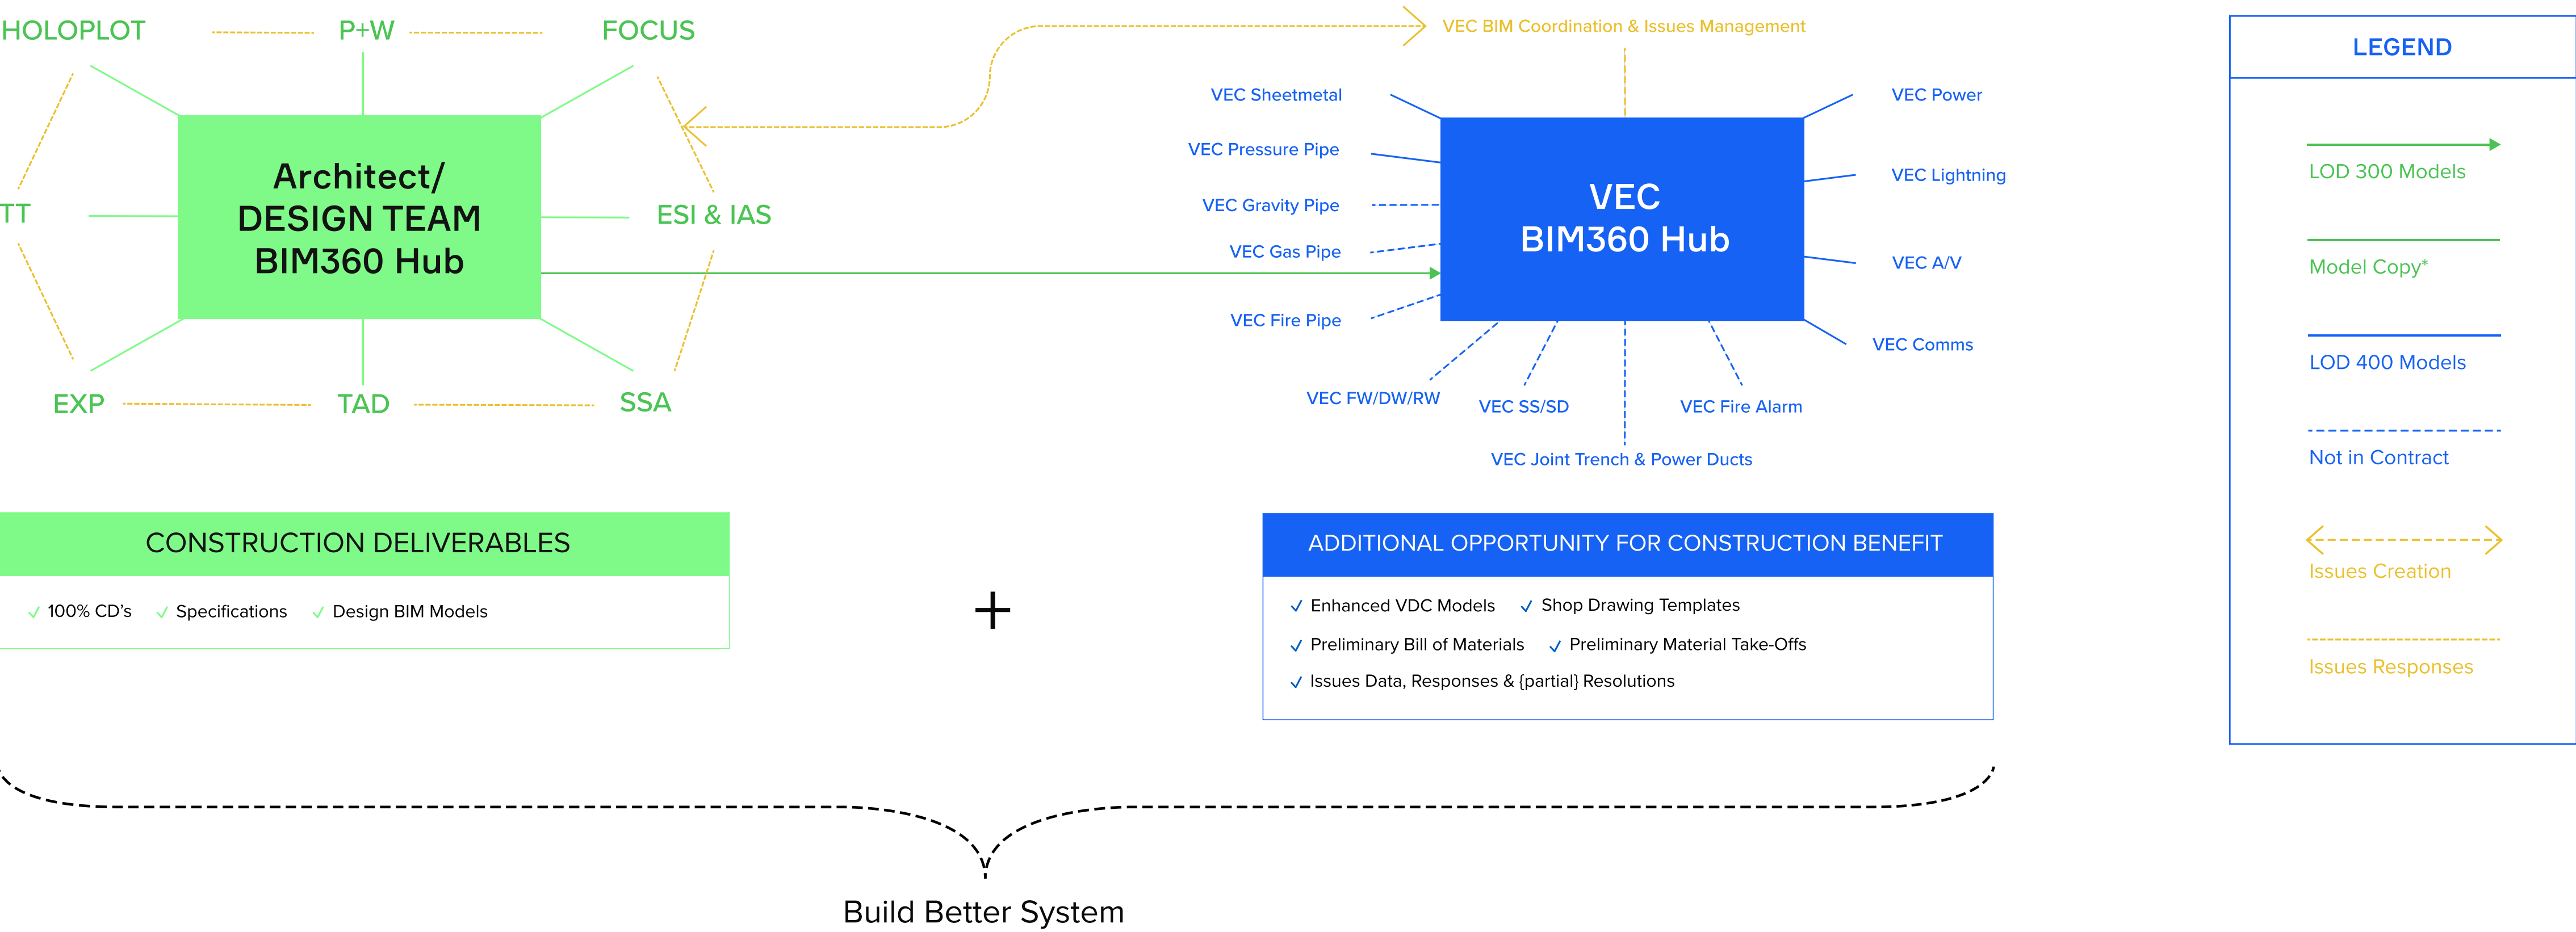 HOLOPLOT
P+W
FOCUS
TT
ESI & IAS
EXP
TAD
SSA
Architect/
DESIGN TEAM
BIM360 Hub
VEC BIM Coordination & Issues Management
VEC Sheetmetal
VEC Pressure Pipe
VEC Gravity Pipe
VEC Gas Pipe
VEC Fire Pipe
VEC FW/DW/RW
VEC SS/SD
VEC Joint Trench & Power Ducts
VEC Fire Alarm
VEC Comms
VEC A/V
VEC Lightning
VEC Power
VEC
BIM360 Hub
LEGEND
LOD 300 Models
Model Copy*
LOD 400 Models
Not in Contract
Issues Creation
Issues Responses
CONSTRUCTION DELIVERABLES
100% CD's
Specifications
Design BIM Models
+
ADDITIONAL OPPORTUNITY FOR CONSTRUCTION BENEFIT
Enhanced VDC Models
Shop Drawing Templates
Preliminary Bill of Materials
Preliminary Material Take-Offs
Issues Data, Responses & {partial} Resolutions
Build Better System